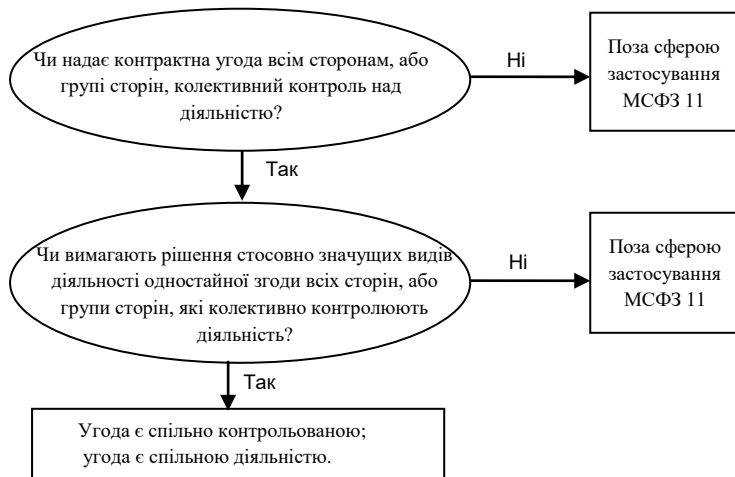 Чи надає контрактна угода всім сторонам, або
групі сторін, колективний контроль над
діяльністю?
Ні
Поза сферою
застосування
МСФЗ 11
Так
Чи вимагають рішення стосовно значущих видів
діяльності одностайної згоди всіх сторін, або
групи сторін, які колективно контролюють
діяльність?
Ні
Поза сферою
застосування
МСФЗ 11
Так
Угода є спільно контрольованою;
угода є спільною діяльністю.